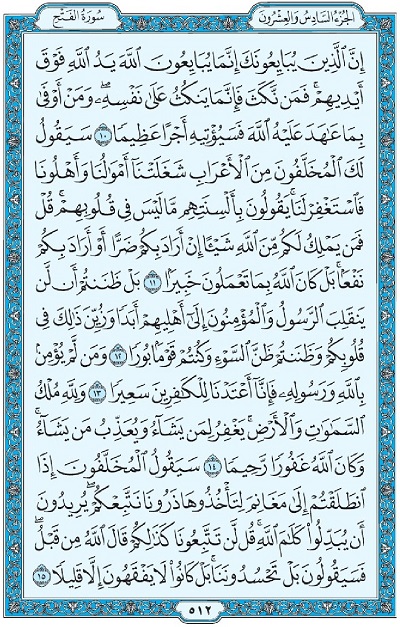 سُورَةُ الفَتْحِ
الجُزْءُ السَّادِسُ وَالعِشْرُونَ
إِنَّ ٱلَّذِينَ يُبَايِعُونَكَ إِنَّمَا يُبَايِعُونَ ٱللَّهَ يَدُ ٱللَّهِ فَوْقَ
أَيْدِيهِمْ ۚ فَمَن نَّكَثَ فَإِنَّمَا يَنكُثُ عَلَىٰ نَفْسِهِۦ ۖ وَمَنْ أَوْفَىٰ
بِمَا عَٰهَدَ عَلَيْهُ ٱللَّهَ فَسَيُؤْتِيهِ أَجْرًا عَظِيمًا ١٠ سَيَقُولُ
لَكَ ٱلْمُخَلَّفُونَ مِنَ ٱلْأَعْرَابِ شَغَلَتْنَآ أَمْوَٰلُنَا وَأَهْلُونَا
فَٱسْتَغْفِرْ لَنَا ۚ يَقُولُونَ بِأَلْسِنَتِهِم مَّا لَيْسَ فِى قُلُوبِهِمْ ۚ قُلْ
فَمَن يَمْلِكُ لَكُم مِّنَ ٱللَّهِ شَيْـًٔا إِنْ أَرَادَ بِكُمْ ضَرًّا أَوْ أَرَادَ بِكُمْ
نَفْعًۢا ۚ بَلْ كَانَ ٱللَّهُ بِمَا تَعْمَلُونَ خَبِيرًۢا ١١ بَلْ ظَنَنتُمْ أَن لَّن
يَنقَلِبَ ٱلرَّسُولُ وَٱلْمُؤْمِنُونَ إِلَىٰٓ أَهْلِيهِمْ أَبَدًا وَزُيِّنَ ذَٰلِكَ فِى
قُلُوبِكُمْ وَظَنَنتُمْ ظَنَّ ٱلسَّوْءِ وَكُنتُمْ قَوْمًۢا بُورًا ١٢ وَمَن لَّمْ يُؤْمِنۢ
بِٱللَّهِ وَرَسُولِهِۦ فَإِنَّآ أَعْتَدْنَا لِلْكَٰفِرِينَ سَعِيرًا ١٣ وَلِلَّهِ مُلْكُ
ٱلسَّمَٰوَٰتِ وَٱلْأَرْضِ ۚ يَغْفِرُ لِمَن يَشَآءُ وَيُعَذِّبُ مَن يَشَآءُ ۚ
وَكَانَ ٱللَّهُ غَفُورًا رَّحِيمًا ١٤ سَيَقُولُ ٱلْمُخَلَّفُونَ إِذَا
ٱنطَلَقْتُمْ إِلَىٰ مَغَانِمَ لِتَأْخُذُوهَا ذَرُونَا نَتَّبِعْكُمْ ۖ يُرِيدُونَ
أَن يُبَدِّلُوا۟ كَلَٰمَ ٱللَّهِ ۚ قُل لَّن تَتَّبِعُونَا كَذَٰلِكُمْ قَالَ ٱللَّهُ مِن قَبْلُ ۖ
فَسَيَقُولُونَ بَلْ تَحْسُدُونَنَا ۚ بَلْ كَانُوا۟ لَا يَفْقَهُونَ إِلَّا قَلِيلًا ١٥
٥١٢